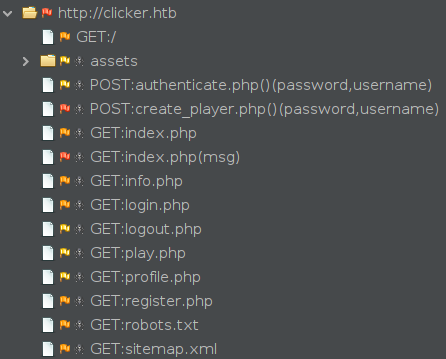 http://clicker.htb
GET:/
assets
POST:authenticate.php()(password,username)
POST:create_player.php()(password,username)
GET:index.php
GET:index.php(msg)
GET:info.php
GET:login.php
GET:logout.php
GET:play.php
GET:profile.php
GET:register.php
GET:robots.txt
GET:sitemap.xml